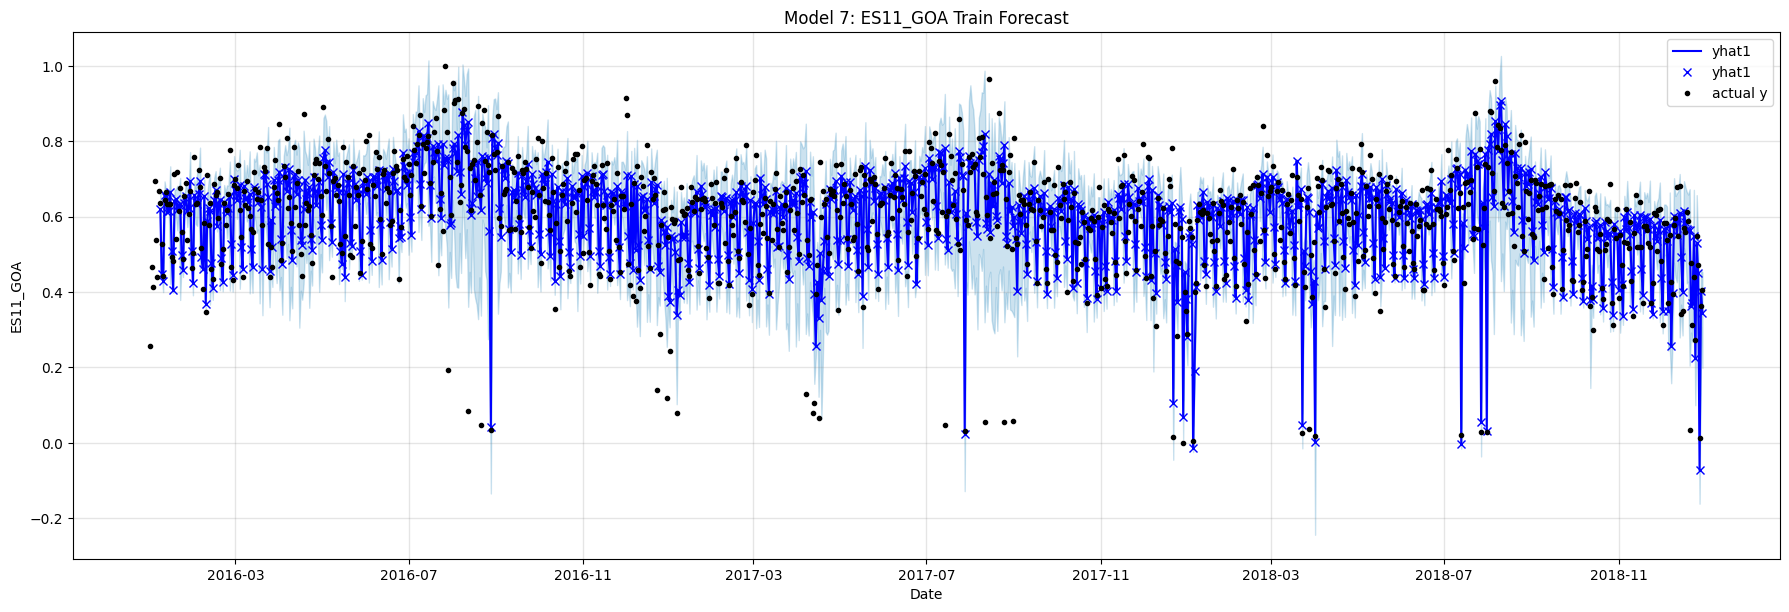 Model 7: ES11_GOA Train Forecast
yhat1
yhat1
actual y
ES11_GOA
1.0
0.8
0.6
0.4
0.2
0.0
−0.2
2016-03 2016-07 2016-11 2017-03 2017-07 2017-11 2018-03 2018-07 2018-11
Date